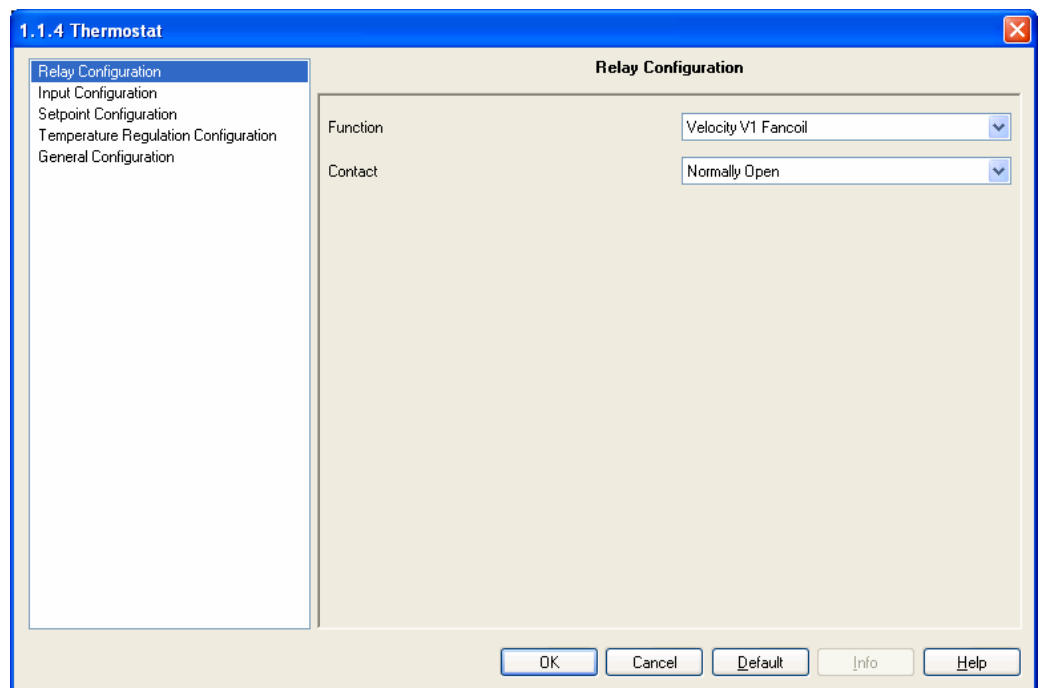 1.1.4 Thermostat
Relay Configuration
Input Configuration
Setpoint Configuration
Temperature Regulation Configuration
General Configuration
Relay Configuration
Function
Velocity V1 Fancoil
Contact
Normally Open
OK
Cancel
Default
Info
Help